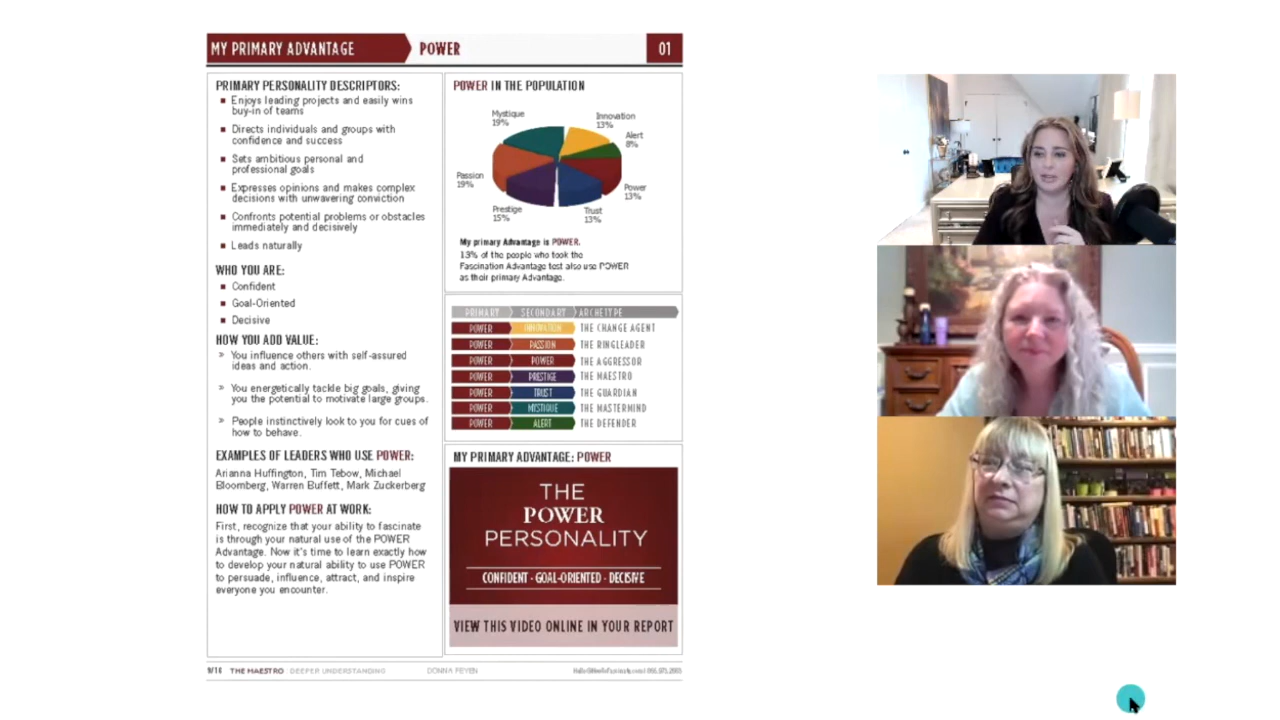 MY PRIMARY ADVANTAGE
POWER
01
PRIMARY PERSONALITY DESCRIPTORS:
Enjoys leading projects and easily wins
buy-in of teams
Directs individuals and groups with
confidence and success
Sets ambitious personal and
professional goals
Expresses opinions and makes complex
decisions with unwavering conviction
Confronts potential problems or obstacles
immediately and decisively
Leads naturally
WHO YOU ARE:
Confident
Goal-Oriented
Decisive
HOW YOU ADD VALUE:
You influence others with self-assured
ideas and action.
You energetically tackle big goals, giving
you the potential to motivate large groups.
People instinctively look to you for cues of
how to behave.
EXAMPLES OF LEADERS WHO USE POWER:
Arianna Huffington, Tim Tebow, Michael
Bloomberg, Warren Buffett, Mark Zuckerberg
HOW TO APPLY POWER AT WORK:
First, recognize that your ability to fascinate
is through your natural use of the POWER
Advantage. Now it's time to learn exactly how
to develop your natural ability to use POWER
to persuade, influence, attract, and inspire
everyone you encounter.
POWER IN THE POPULATION
Mystique
19%
Innovation
13%
Alert
8%
Passion
19%
Power
13%
Prestige
15%
Trust
13%
My primary Advantage is POWER.
13% of the people who took the
Fascination Advantage test also use POWER
as their primary Advantage.
PRIMARY SECONDARY ARCHETYPE
POWER INNOVATION THE CHANGE AGENT
POWER PASSION THE RINGLEADER
POWER POWER THE AGGRESSOR
POWER PRESTIGE THE MAESTRO
POWER TRUST THE GUARDIAN
POWER MYSTIQUE THE MASTERMIND
POWER ALERT THE DEFENDER
MY PRIMARY ADVANTAGE: POWER
THE
POWER
PERSONALITY
CONFIDENT - GOAL-ORIENTED - DECISIVE
VIEW THIS VIDEO ONLINE IN YOUR REPORT
THE MAESTRO DEEPER UNDERSTANDING DONNA FEYEN